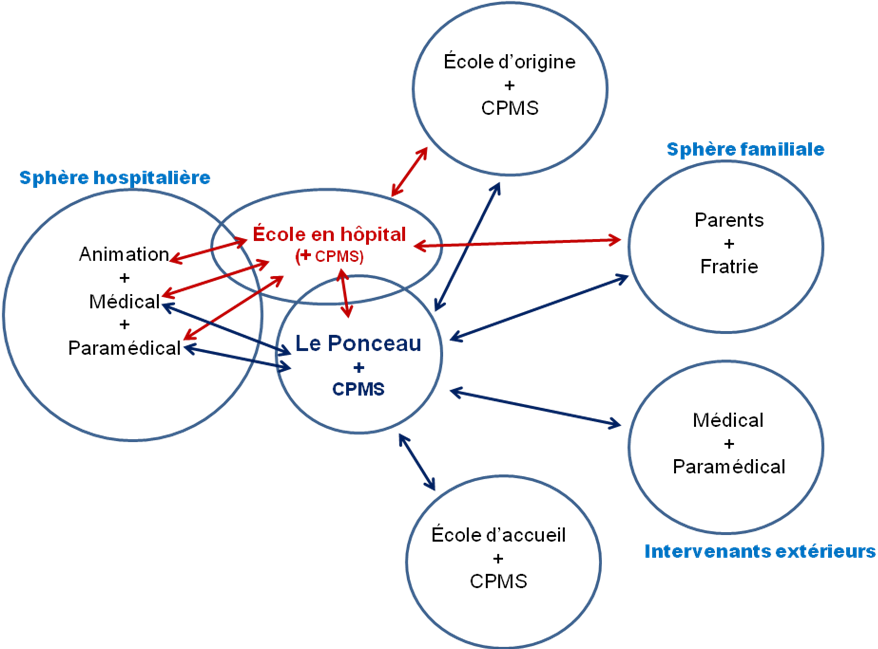 École d'origine
+
CPMS
Sphère familiale
Sphère hospitalière
Parents
+
Fratrie
École en hôpital
(+ CPMS)
Animation
+
Médical
+
Paramédical
Le Ponceau
+
CPMS
Médical
+
Paramédical
École d'accueil
+
CPMS
Intervenants extérieurs